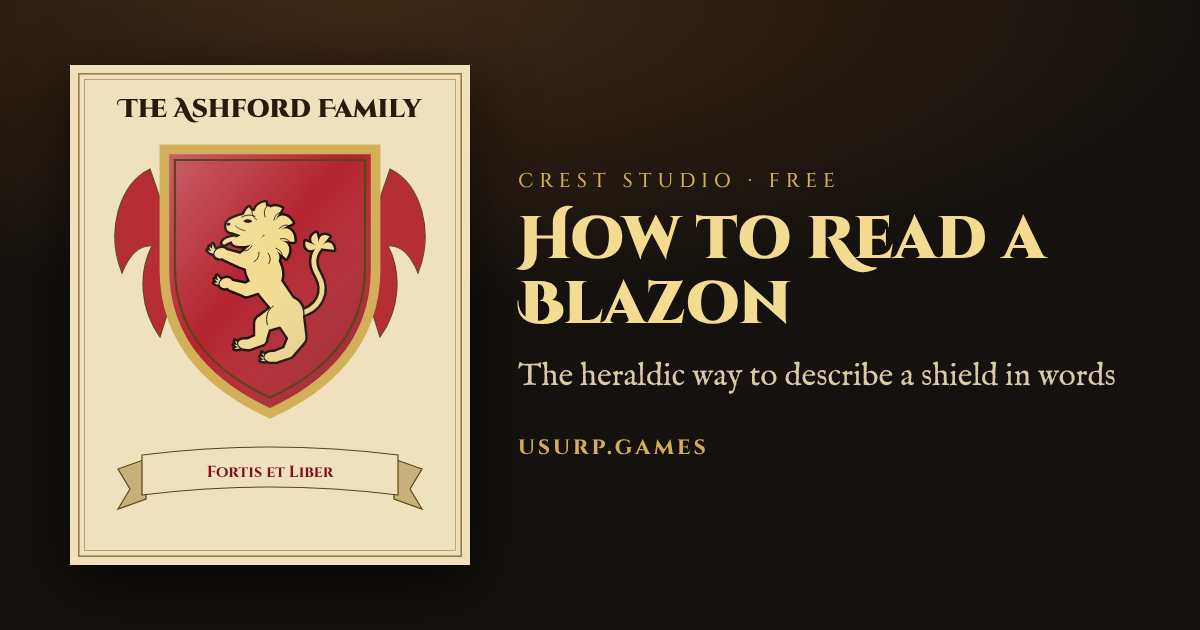 The Ashford Family
Fortis et Liber
CREST STUDIO · FREE
How to Read a
Blazon
The heraldic way to describe a shield in words
USURP.GAMES